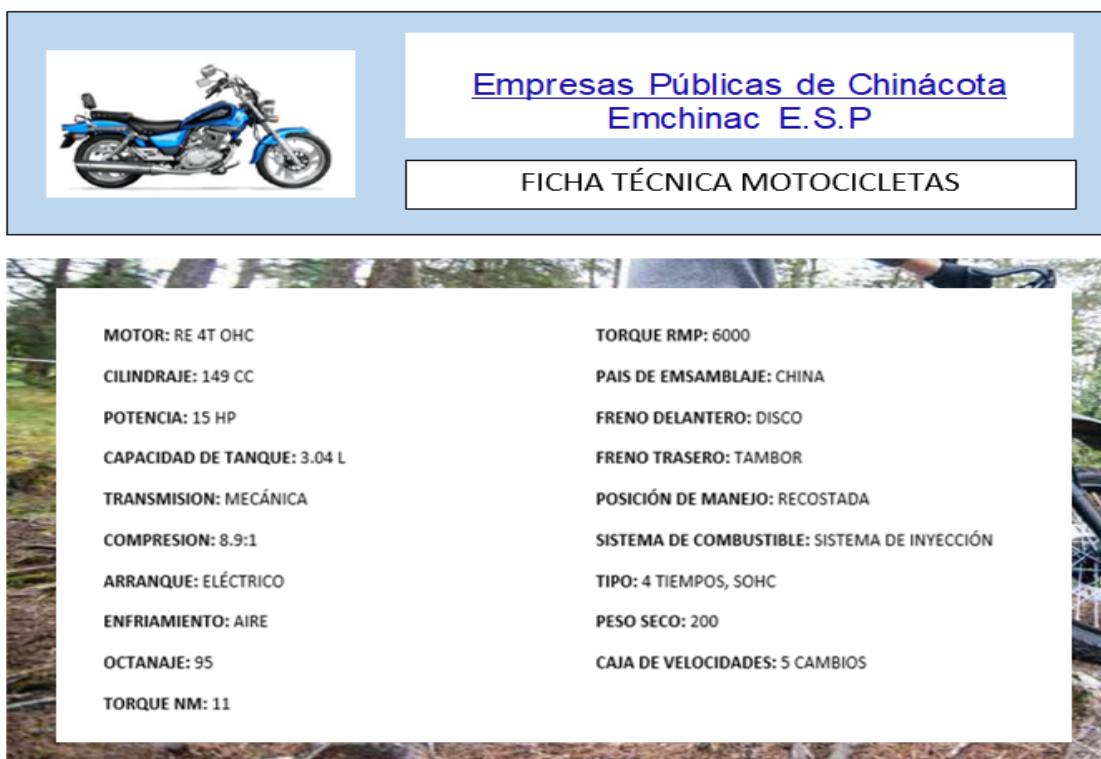 Empresas Públicas de Chinácota
Emchinac E.S.P
FICHA TÉCNICA MOTOCICLETAS
MOTOR: RE 4T OHC
CILINDRAJE: 149 CC
POTENCIA: 15 HP
CAPACIDAD DE TANQUE: 3.04 L
TRANSMISION: MECÁNICA
COMPRESION: 8.9:1
ARRANQUE: ELÉCTRICO
ENFRIAMIENTO: AIRE
OCTANAJE: 95
TORQUE NM: 11
TORQUE RMP: 6000
PAIS DE EMSAMBLAJE: CHINA
FRENO DELANTERO: DISCO
FRENO TRASERO: TAMBOR
POSICIÓN DE MANEJO: RECOSTADA
SISTEMA DE COMBUSTIBLE: SISTEMA DE INYECCIÓN
TIPO: 4 TIEMPOS, SOHC
PESO SECO: 200
CAJA DE VELOCIDADES: 5 CAMBIOS